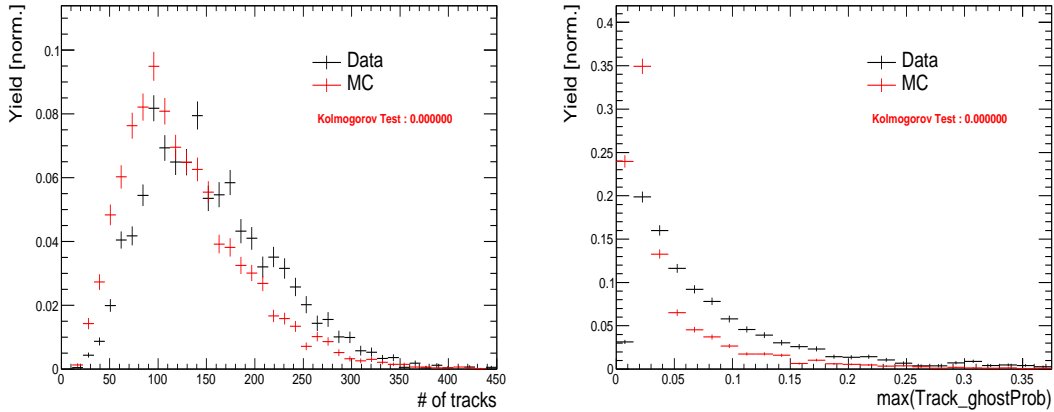 Yield [norm.]
0.1
0.08
0.06
0.04
0.02
0
Data
MC
Kolmogorov Test : 0.000000
0 50 100 150 200 250 300 350 400 450
# of tracks
Yield [norm.]
0.4
0.35
0.3
0.25
0.2
0.15
0.1
0.05
0
Data
MC
Kolmogorov Test : 0.000000
0 0.05 0.1 0.15 0.2 0.25 0.3 0.35
max(Track_ghostProb)